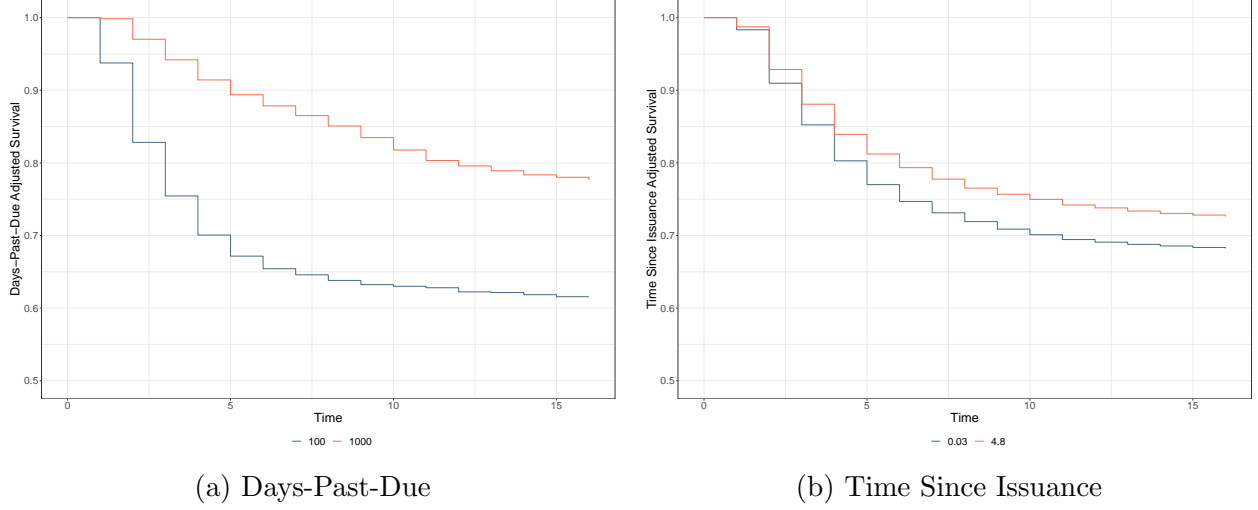 Days−Past−Due Adjusted Survival
1.0
0.9
0.8
0.7
0.6
0.5
0 5 10 15
Time
100 1000
(a) Days-Past-Due
Time Since Issuance Adjusted Survival
1.0
0.9
0.8
0.7
0.6
0.5
0 5 10 15
Time
0.03 4.8
(b) Time Since Issuance